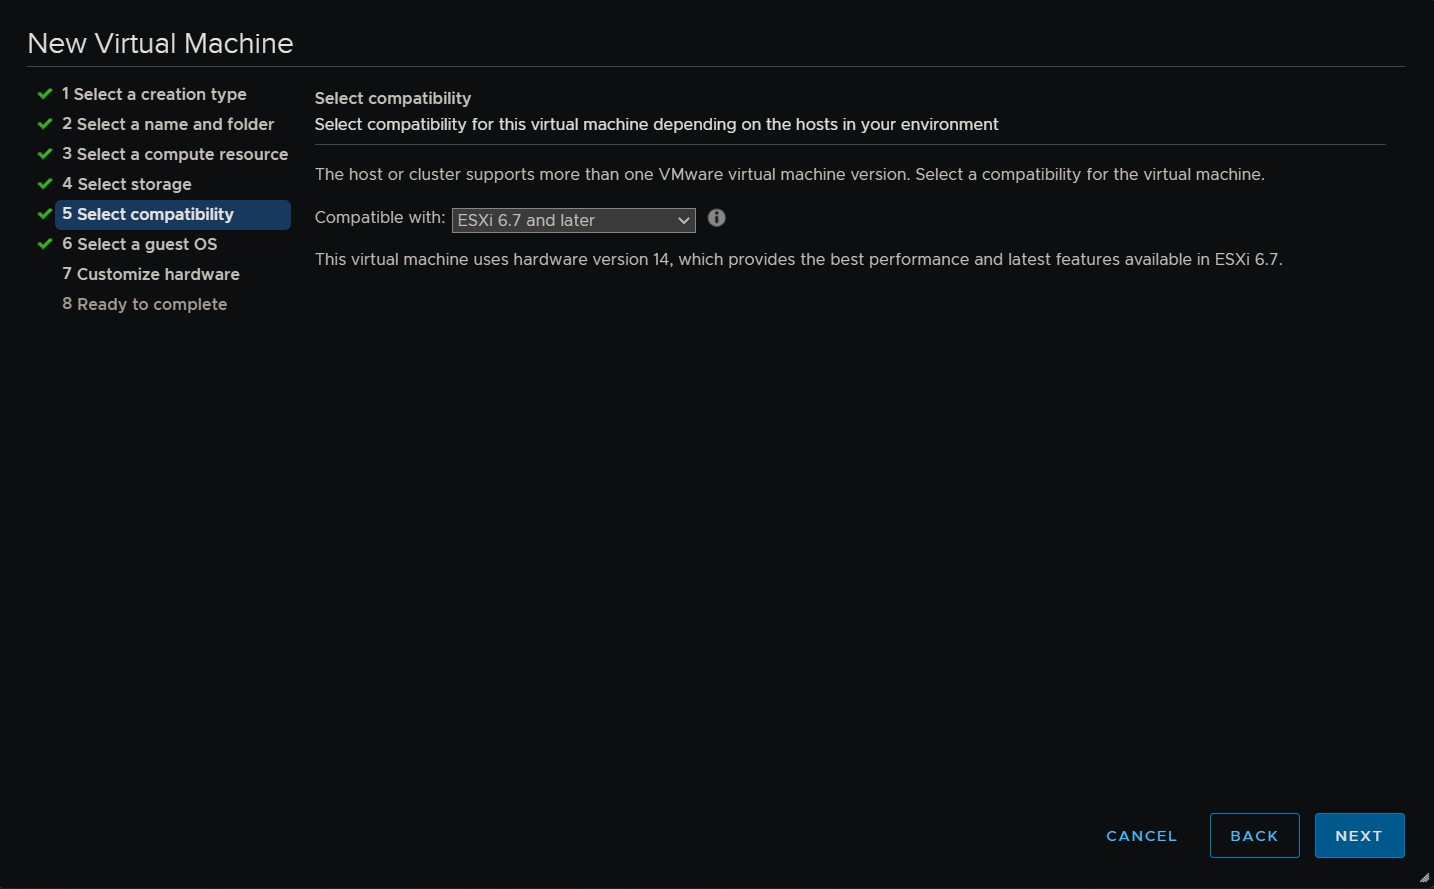 New Virtual Machine
1 Select a creation type
2 Select a name and folder
3 Select a compute resource
4 Select storage
5 Select compatibility
6 Select a guest OS
7 Customize hardware
8 Ready to complete
Select compatibility
Select compatibility for this virtual machine depending on the hosts in your environment
The host or cluster supports more than one VMware virtual machine version. Select a compatibility for the virtual machine.
Compatible with: ESXi 6.7 and later
This virtual machine uses hardware version 14, which provides the best performance and latest features available in ESXi 6.7.
CANCEL BACK NEXT